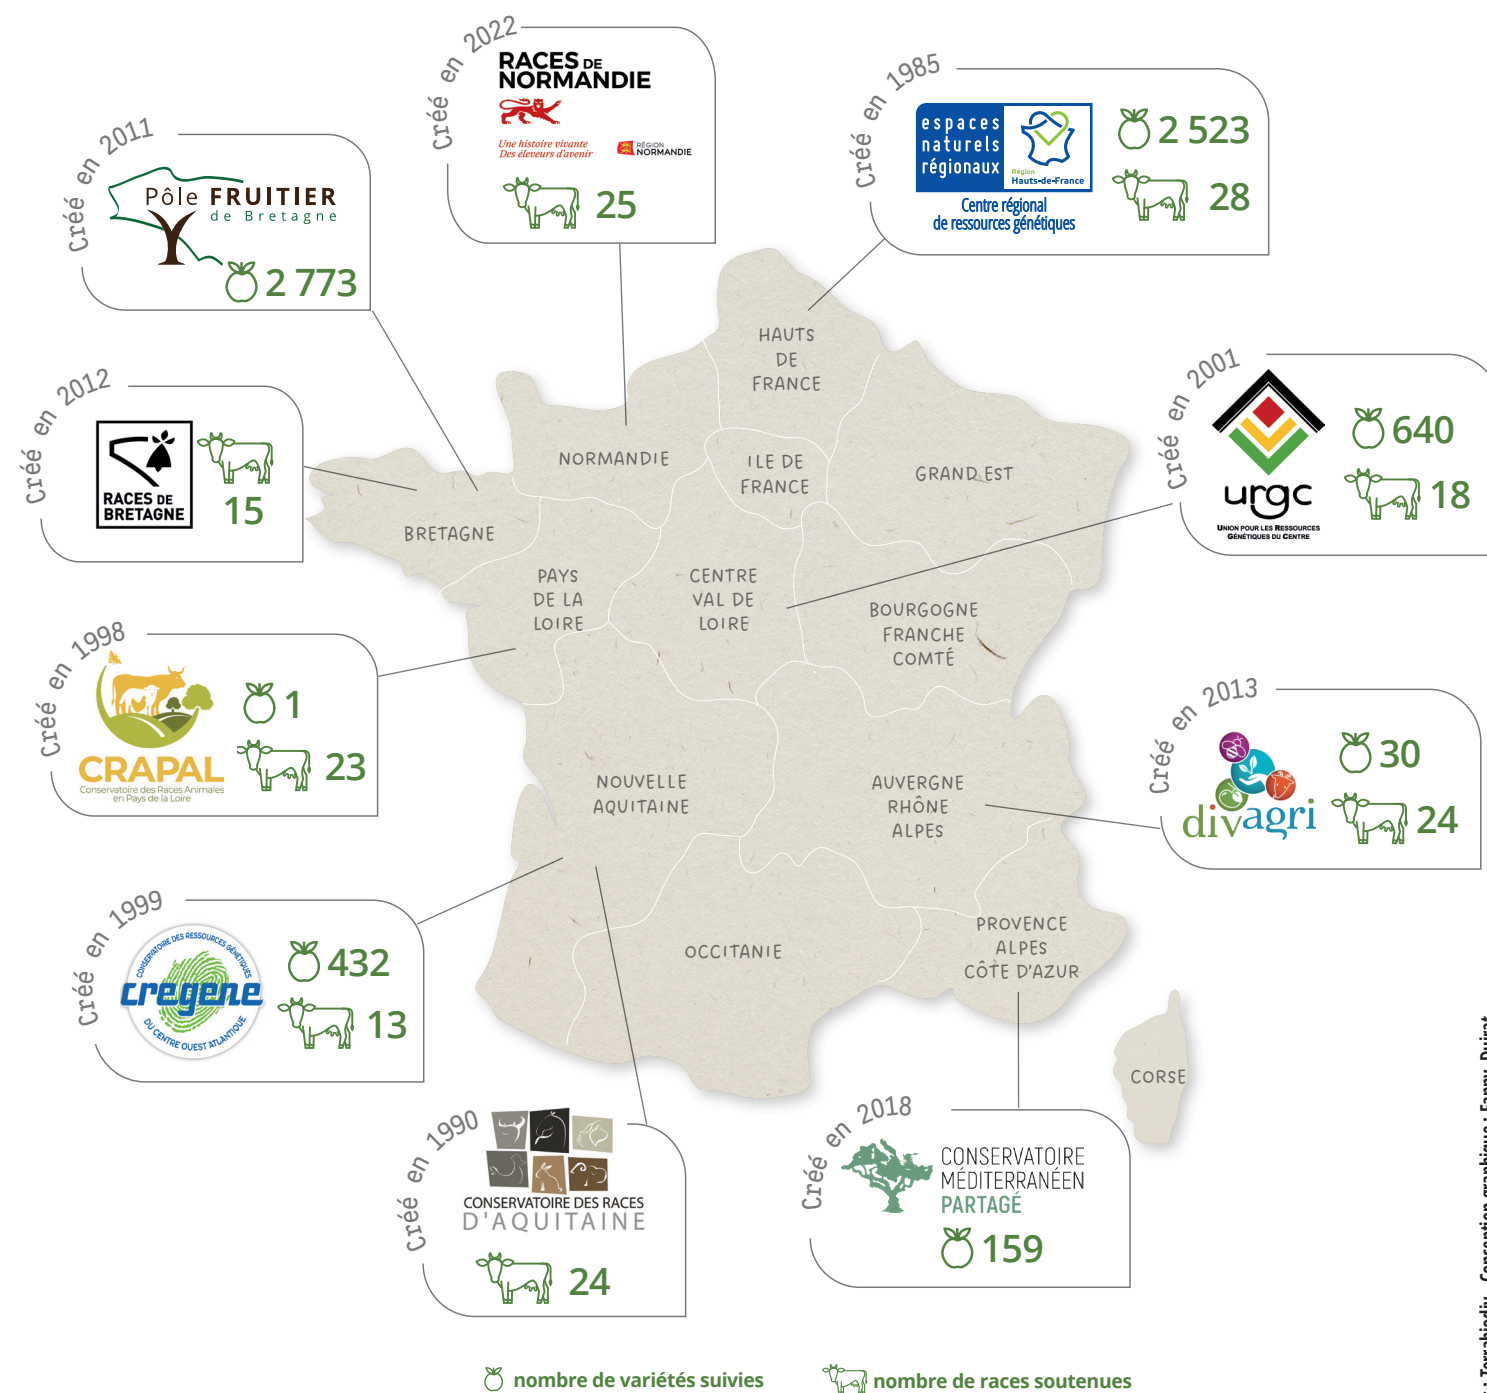 Créé en 2022
RACES DE
NORMANDIE
Une histoire vivante
Des éleveurs d'avenir
RÉGION
NORMANDIE
25
Créé en 1985
espaces
naturels
régionaux
Région
Hauts-de-France
Centre régional
de ressources génétiques
2 523
28
Créé en 2011
Pôle FRUITIER
de Bretagne
2 773
Créé en 2012
RACES DE
BRETAGNE
15
Créé en 2001
urgc
UNION POUR LES RESSOURCES
GÉNÉTIQUES DU CENTRE
640
18
Créé en 1998
CRAPAL
Conservatoire des Races Animales
en Pays de la Loire
1
23
Créé en 2013
divagri
30
24
Créé en 1999
CONSERVATOIRE DES RESSOURCES GÉNÉTIQUES
cregene
DU CENTRE OUEST ATLANTIQUE
432
13
Créé en 1990
CONSERVATOIRE DES RACES
D'AQUITAINE
24
Créé en 2018
CONSERVATOIRE
MÉDITERRANÉEN
PARTAGÉ
159
HAUTS
DE
FRANCE
NORMANDIE
ILE DE
FRANCE
GRAND EST
BRETAGNE
PAYS
DE LA
LOIRE
CENTRE
VAL DE
LOIRE
BOURGOGNE
FRANCHE
COMTÉ
NOUVELLE
AQUITAINE
AUVERGNE
RHÔNE
ALPES
OCCITANIE
PROVENCE
ALPES
CÔTE D'AZUR
CORSE
nombre de variétés suivies
nombre de races soutenues